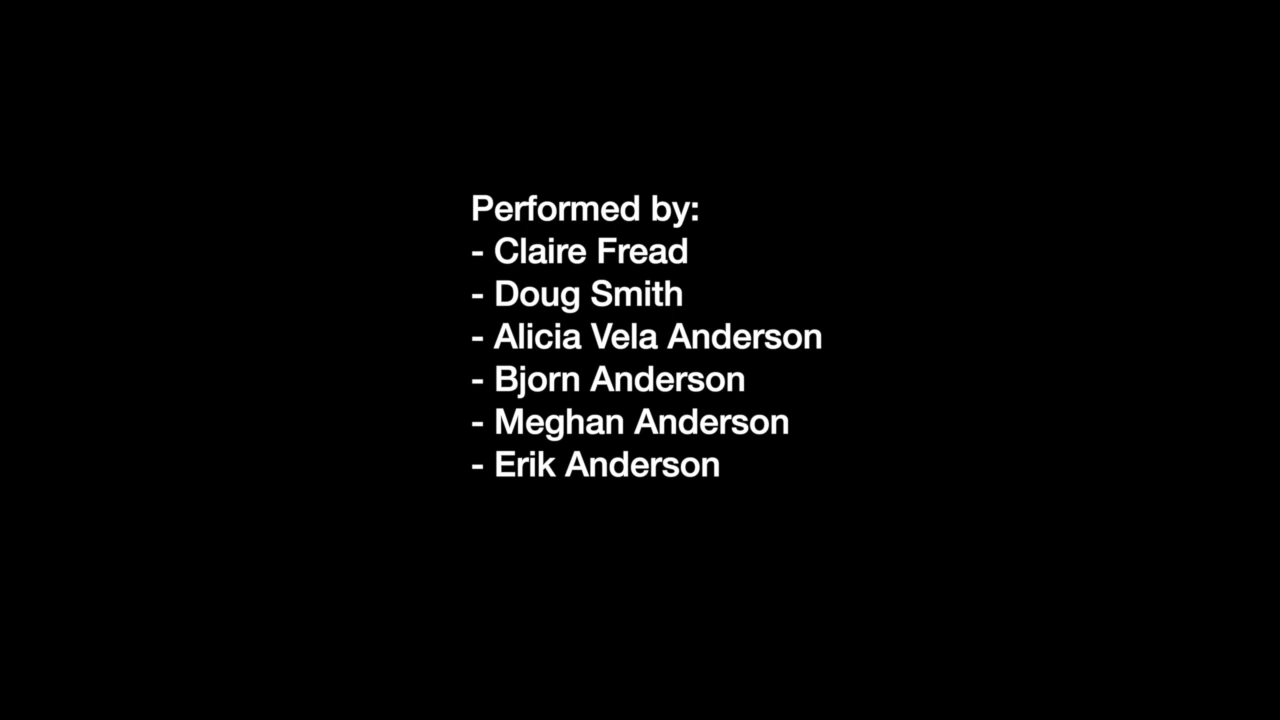 Performed by:
- Claire Fread
- Doug Smith
- Alicia Vela Anderson
- Bjorn Anderson
- Meghan Anderson
- Erik Anderson